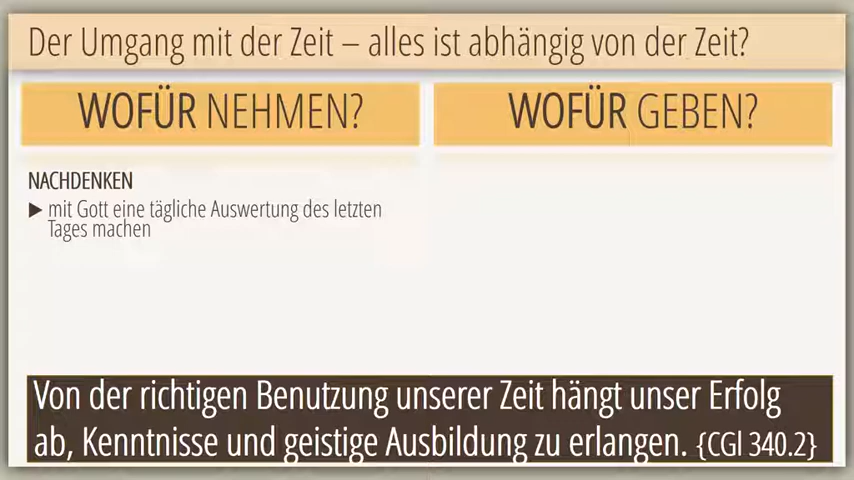 Der Umgang mit der Zeit – alles ist abhängig von der Zeit?
WOFÜR NEHMEN?
WOFÜR GEBEN?
NACHDENKEN
▶ mit Gott eine tägliche Auswertung des letzten
Tages machen
Von der richtigen Benutzung unserer Zeit hängt unser Erfolg
ab, Kenntnisse und geistige Ausbildung zu erlangen. {CGl 340.2}